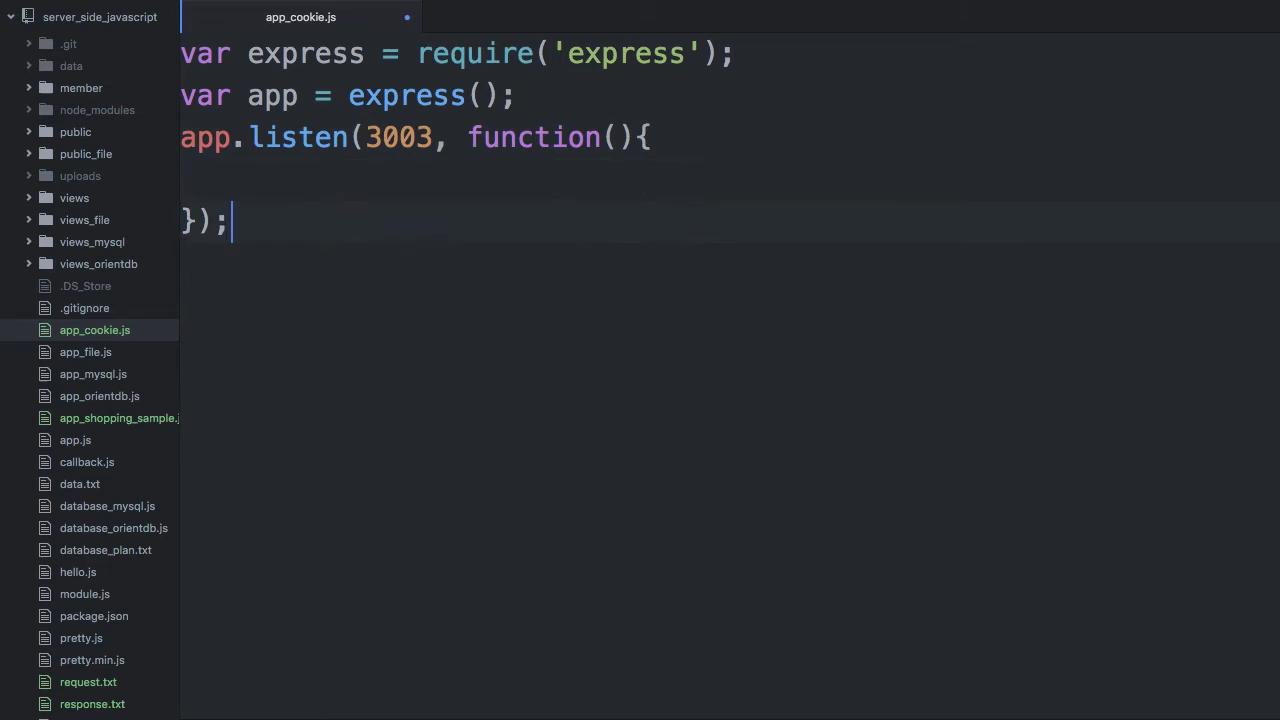 server_side_javascript
.git
data
member
node_modules
public
public_file
uploads
views
views_file
views_mysql
views_orientdb
.DS_Store
.gitignore
app_cookie.js
app_file.js
app_mysql.js
app_orientdb.js
app_shopping_sample.j
app.js
callback.js
data.txt
database_mysql.js
database_orientdb.js
database_plan.txt
hello.js
module.js
package.json
pretty.js
pretty.min.js
request.txt
response.txt
app_cookie.js
var express = require('express');
var app = express();
app.listen(3003, function(){
});